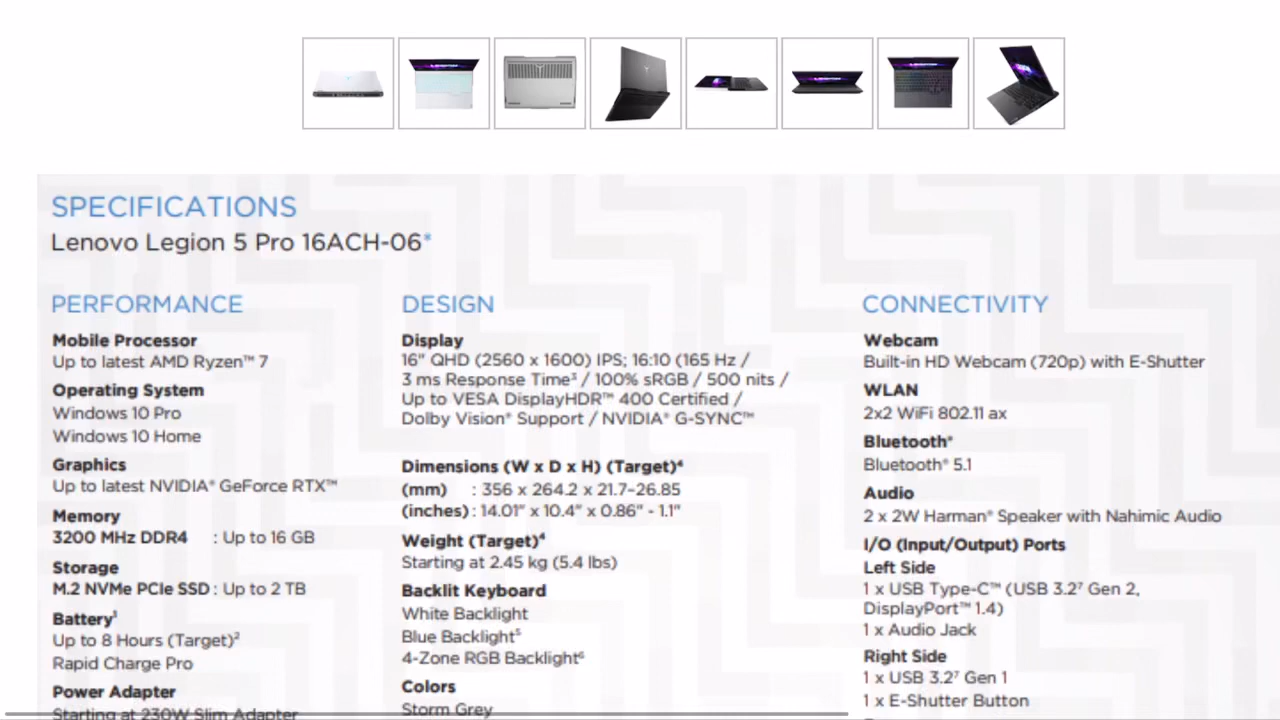 SPECIFICATIONS
Lenovo Legion 5 Pro 16ACH-06*
PERFORMANCE
Mobile Processor
Up to latest AMD Ryzen™ 7
Operating System
Windows 10 Pro
Windows 10 Home
Graphics
Up to latest NVIDIA® GeForce RTX™
Memory
3200 MHz DDR4 : Up to 16 GB
Storage
M.2 NVMe PCIe SSD : Up to 2 TB
Battery¹
Up to 8 Hours (Target)²
Rapid Charge Pro
Power Adapter
Starting at 230W Slim Adapter
DESIGN
Display
16" QHD (2560 x 1600) IPS; 16:10 (165 Hz /
3 ms Response Time³ / 100% sRGB / 500 nits /
Up to VESA DisplayHDR™ 400 Certified /
Dolby Vision® Support / NVIDIA® G-SYNC™
Dimensions (W x D x H) (Target)⁴
(mm) : 356 x 264.2 x 21.7-26.85
(inches) : 14.01" x 10.4" x 0.86" - 1.1"
Weight (Target)⁴
Starting at 2.45 kg (5.4 lbs)
Backlit Keyboard
White Backlight
Blue Backlight⁵
4-Zone RGB Backlight⁶
Colors
Storm Grey
CONNECTIVITY
Webcam
Built-in HD Webcam (720p) with E-Shutter
WLAN
2x2 WiFi 802.11 ax
Bluetooth®
Bluetooth® 5.1
Audio
2 x 2W Harman® Speaker with Nahimic Audio
I/O (Input/Output) Ports
Left Side
1 x USB Type-C™ (USB 3.2⁷ Gen 2,
DisplayPort™ 1.4)
1 x Audio Jack
Right Side
1 x USB 3.2⁷ Gen 1
1 x E-Shutter Button